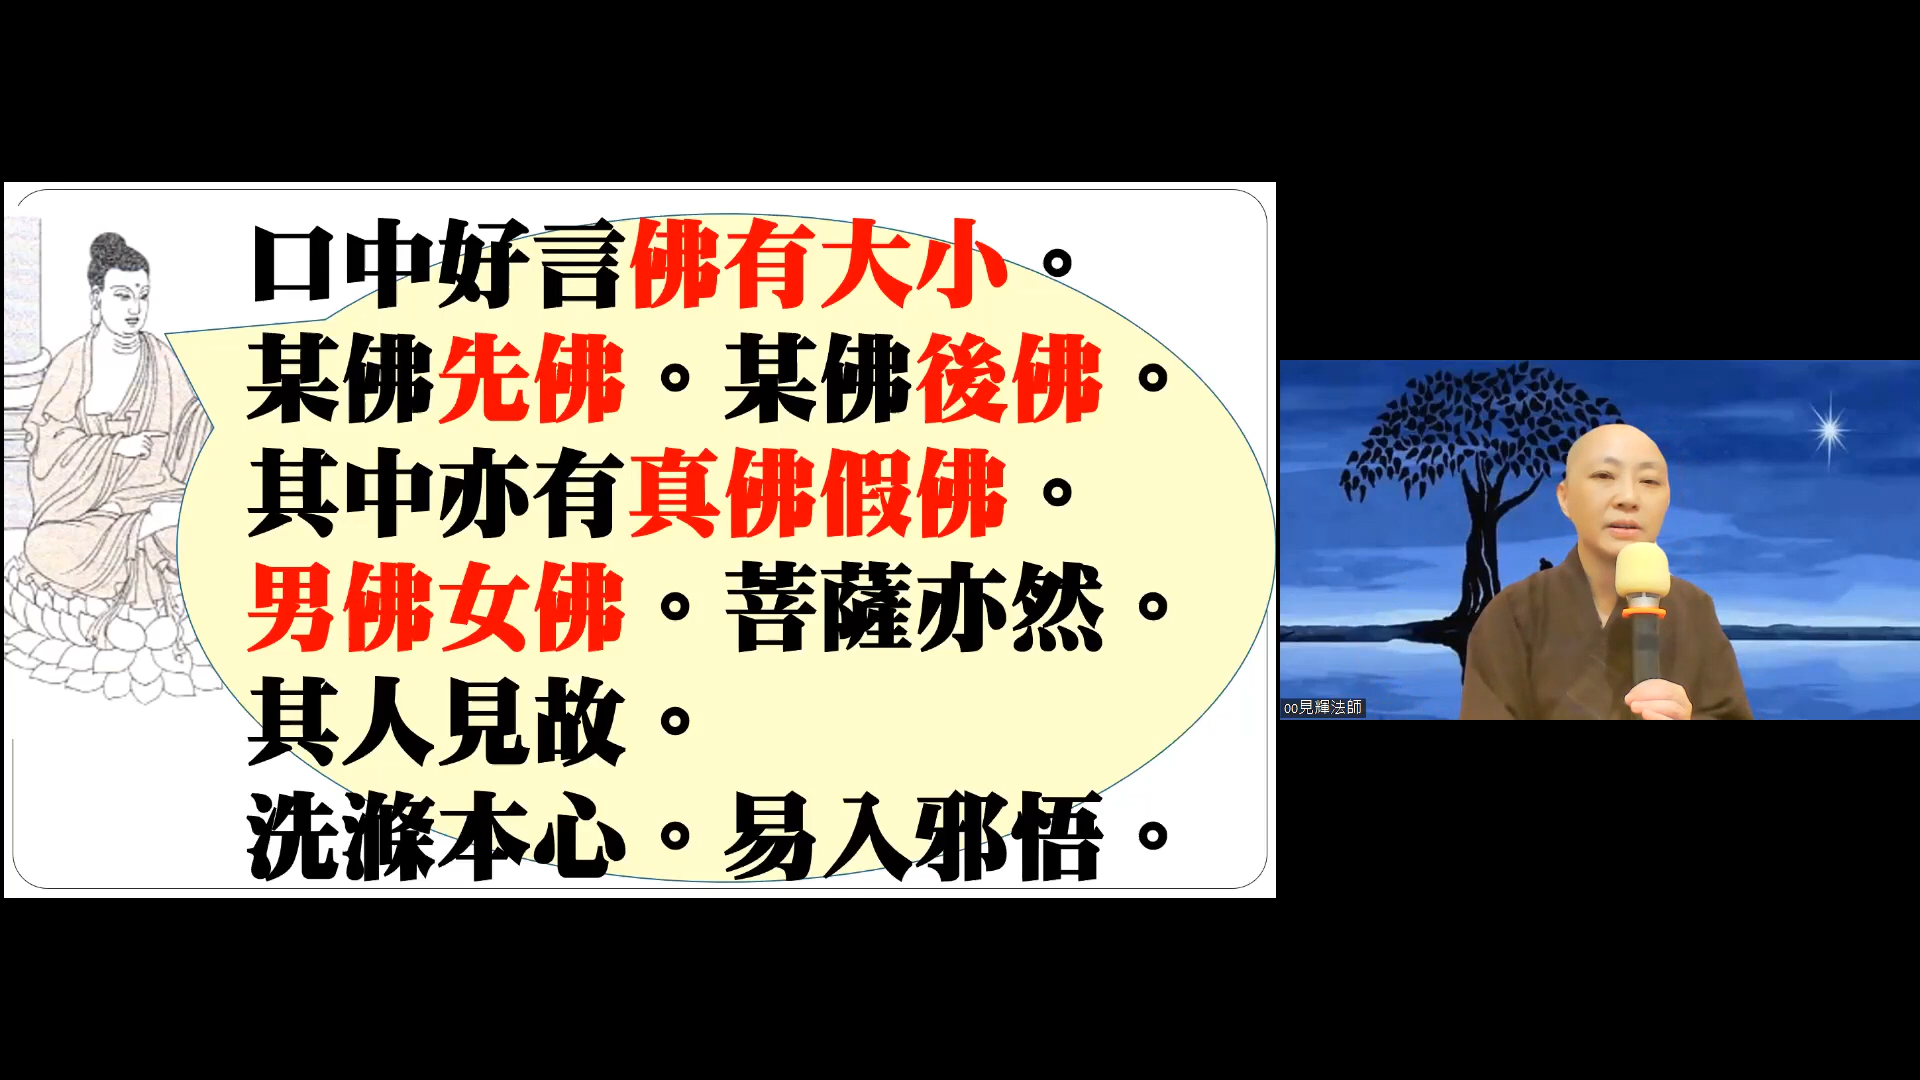 口中好言佛有大小。
某佛先佛。某佛後佛。
其中亦有真佛假佛。
男佛女佛。菩薩亦然。
其人見故。
洗滌本心。易入邪悟。
oo見輝法師